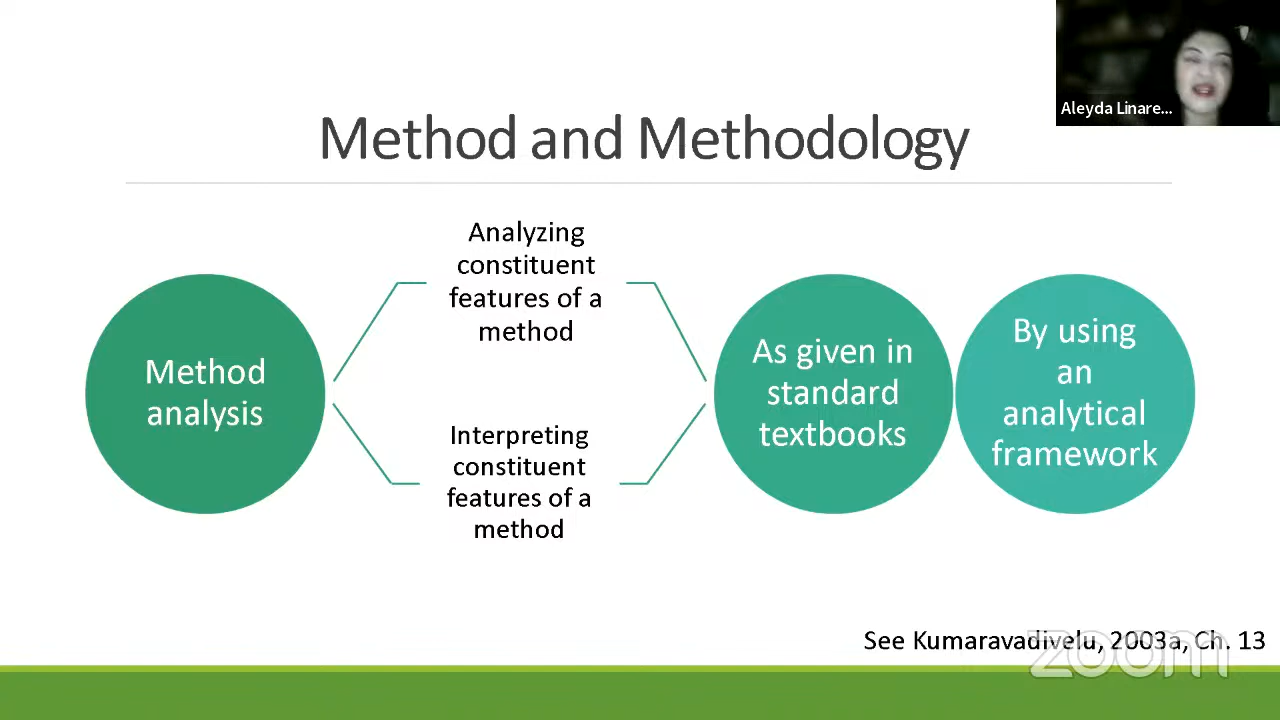 Aleyda Linare...
Method and Methodology
Method
analysis
Analyzing
constituent
features of a
method
Interpreting
constituent
features of a
method
As given in
standard
textbooks
By using
an
analytical
framework
See Kumaravadivelu, 2003a, Ch. 13
zoom